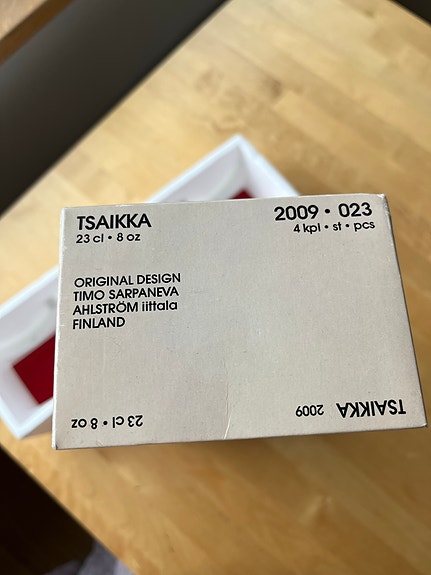 TSAIKKA
23 cl • 8 oz
2009 • 023
4 kpl • st • pcs
ORIGINAL DESIGN
TIMO SARPANEVA
AHLSTRÖM iittala
FINLAND
23 cl • 8 oz
TSAIKKA 2009